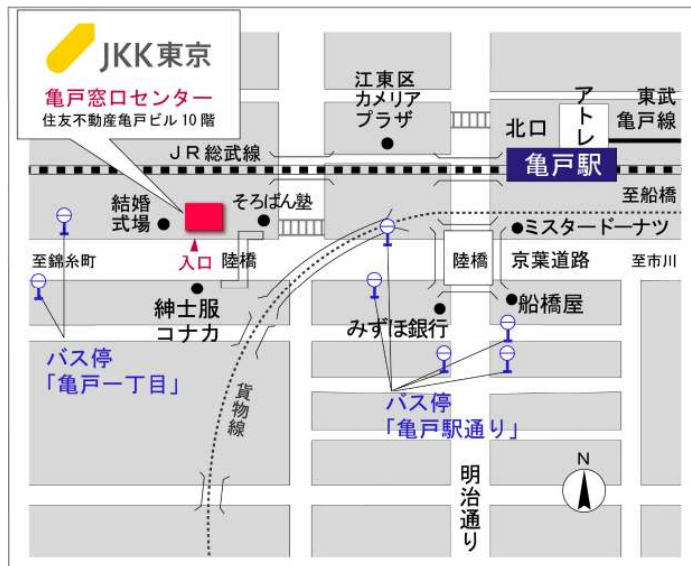 JKK東京
亀戸窓口センター
住友不動産亀戸ビル10階
江東区
カメリア
プラザ
北口
アトレ
東武
亀戸線
JR総武線
亀戸駅
至船橋
結婚
式場
そろばん塾
ミスタードーナツ
至錦糸町
入口
陸橋
陸橋
京葉道路
至市川
紳士服
コナカ
みずほ銀行
船橋屋
バス停
「亀戸一丁目」
貨物線
バス停
「亀戸駅通り」
明治通り
N